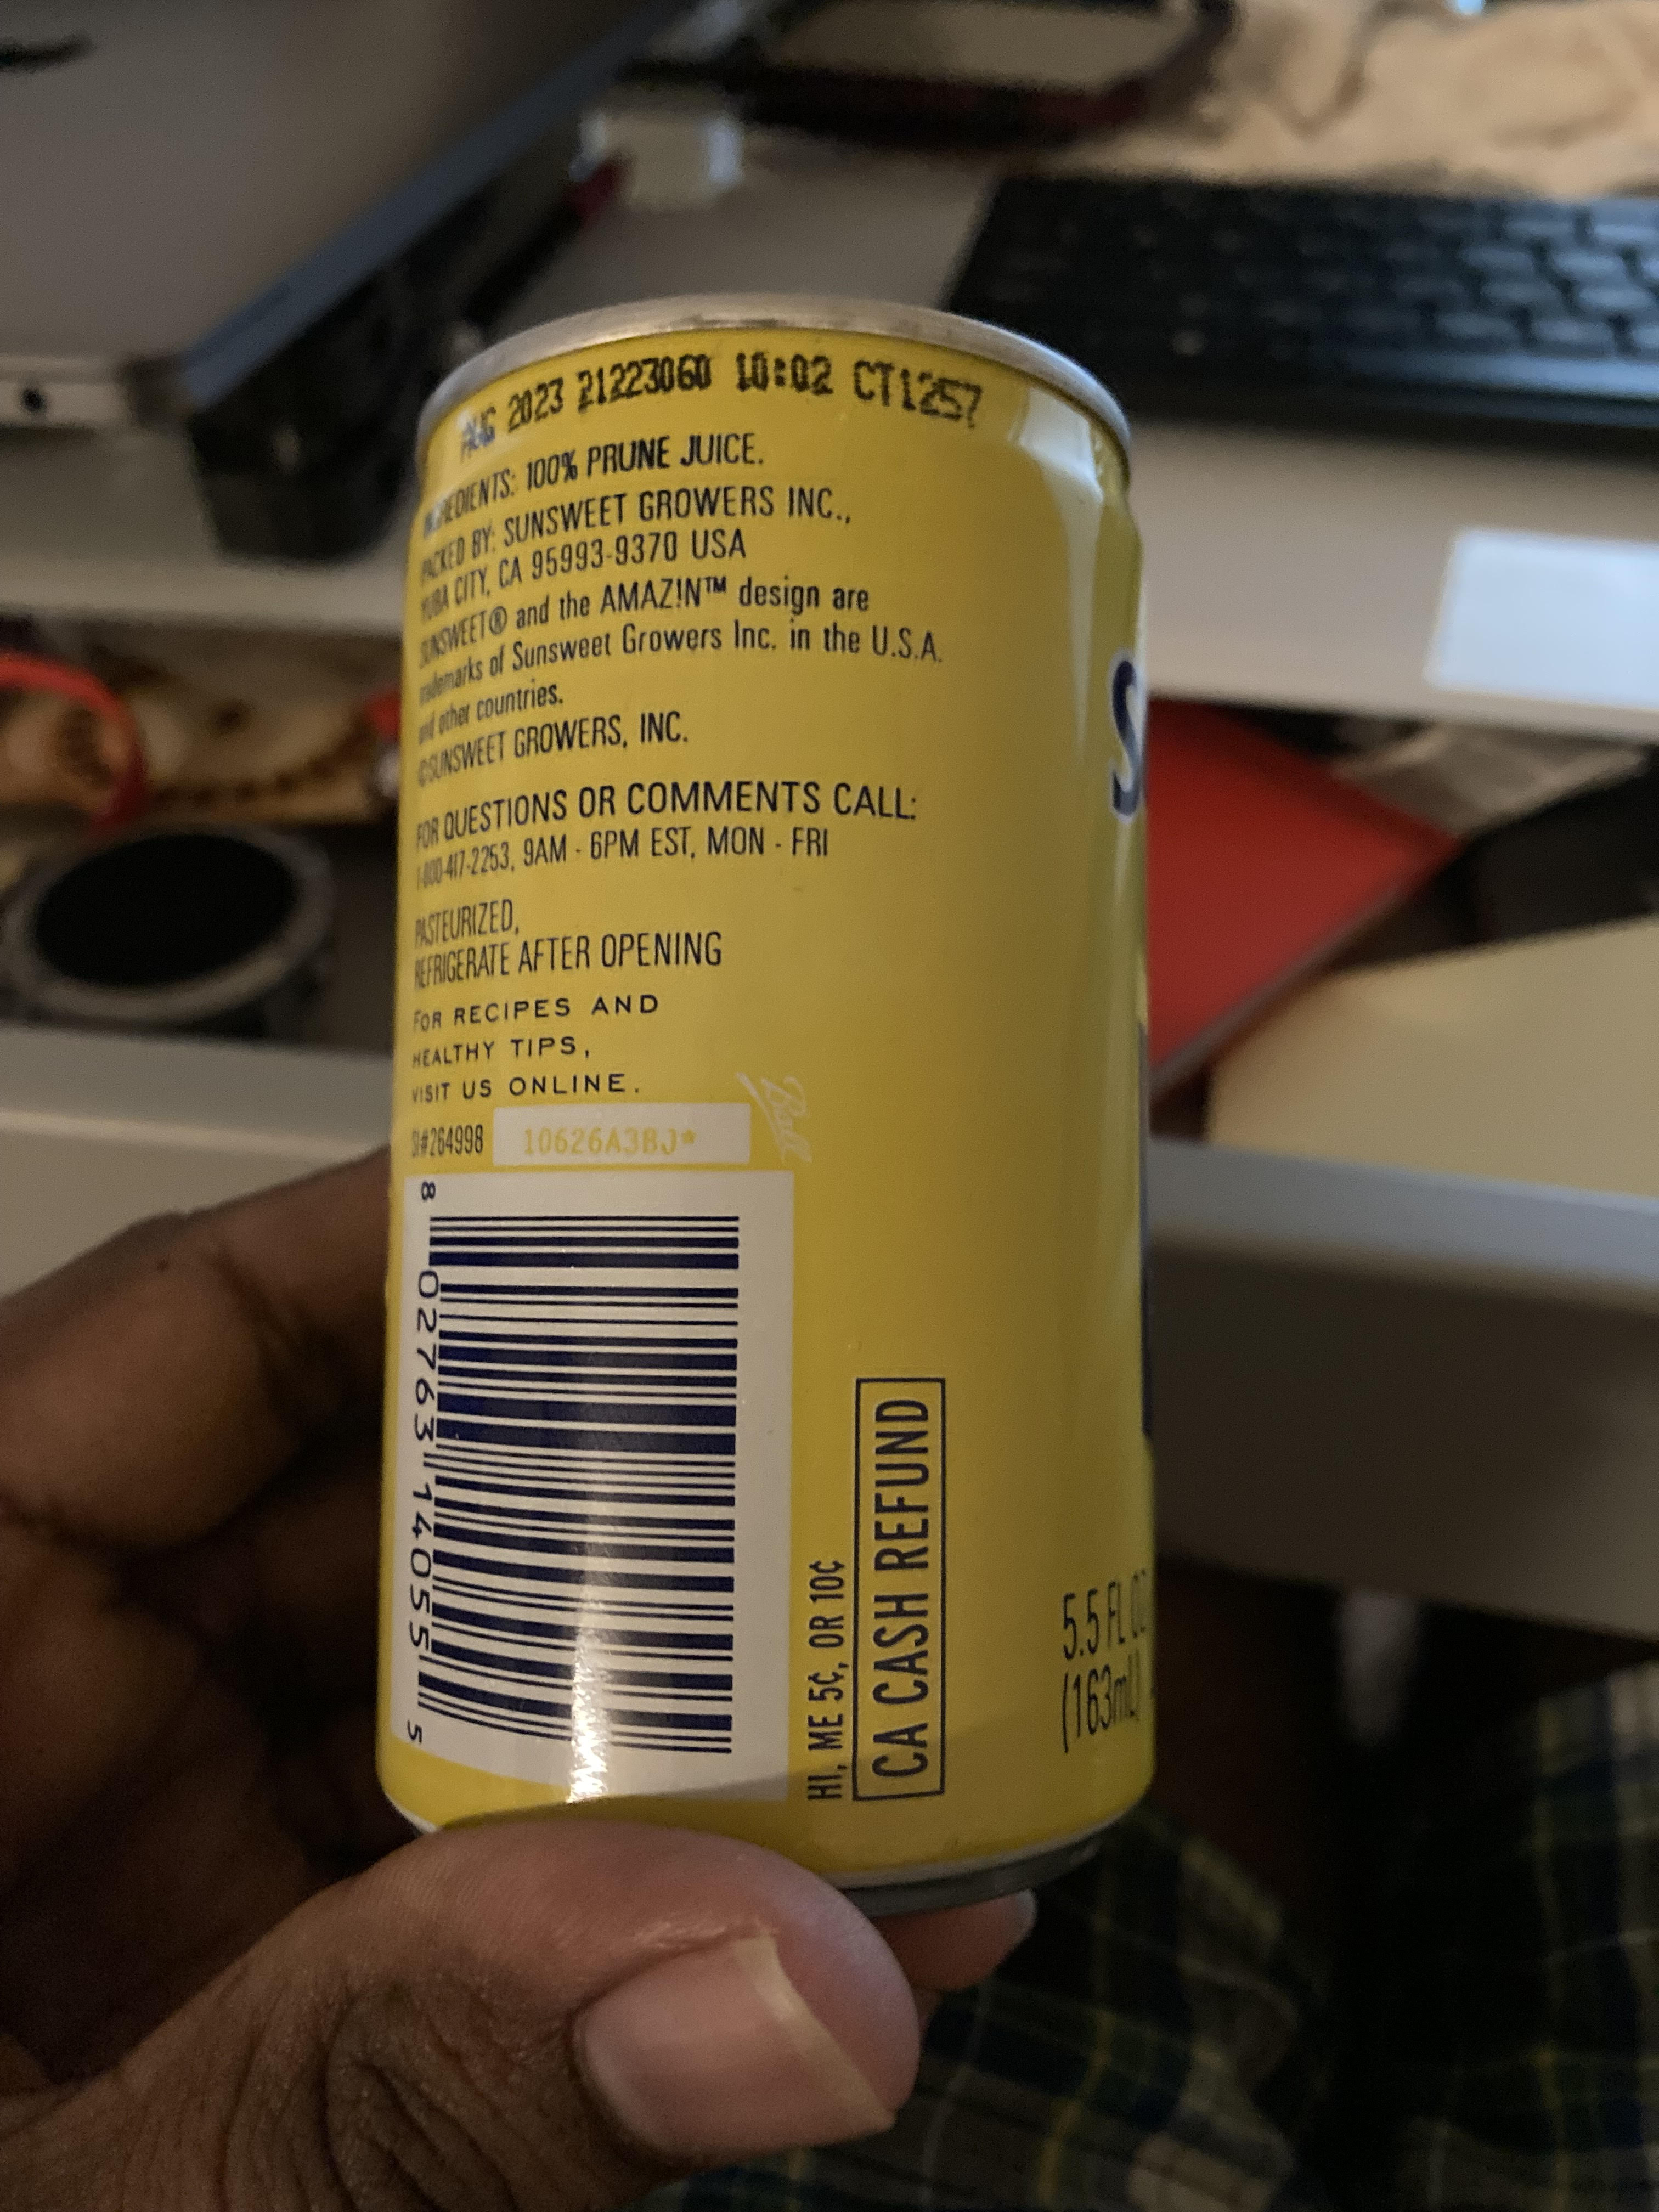 AUG 2023 21223060 10:02 CT1257
INGREDIENTS: 100% PRUNE JUICE.
PACKED BY: SUNSWEET GROWERS INC.,
YUBA CITY, CA 95993-9370 USA
SUNSWEET® and the AMAZ!N™ design are
trademarks of Sunsweet Growers Inc. in the U.S.A.
and other countries.
©SUNSWEET GROWERS, INC.
FOR QUESTIONS OR COMMENTS CALL:
1-800-417-2253, 9AM - 6PM EST, MON - FRI
PASTEURIZED,
REFRIGERATE AFTER OPENING
FOR RECIPES AND
HEALTHY TIPS,
VISIT US ONLINE.
SI#264998 10626A3BJ*
Ball
8 02763 14055 5
HI, ME 5¢, OR 10¢
CA CASH REFUND
5.5 FL OZ
(163mL)